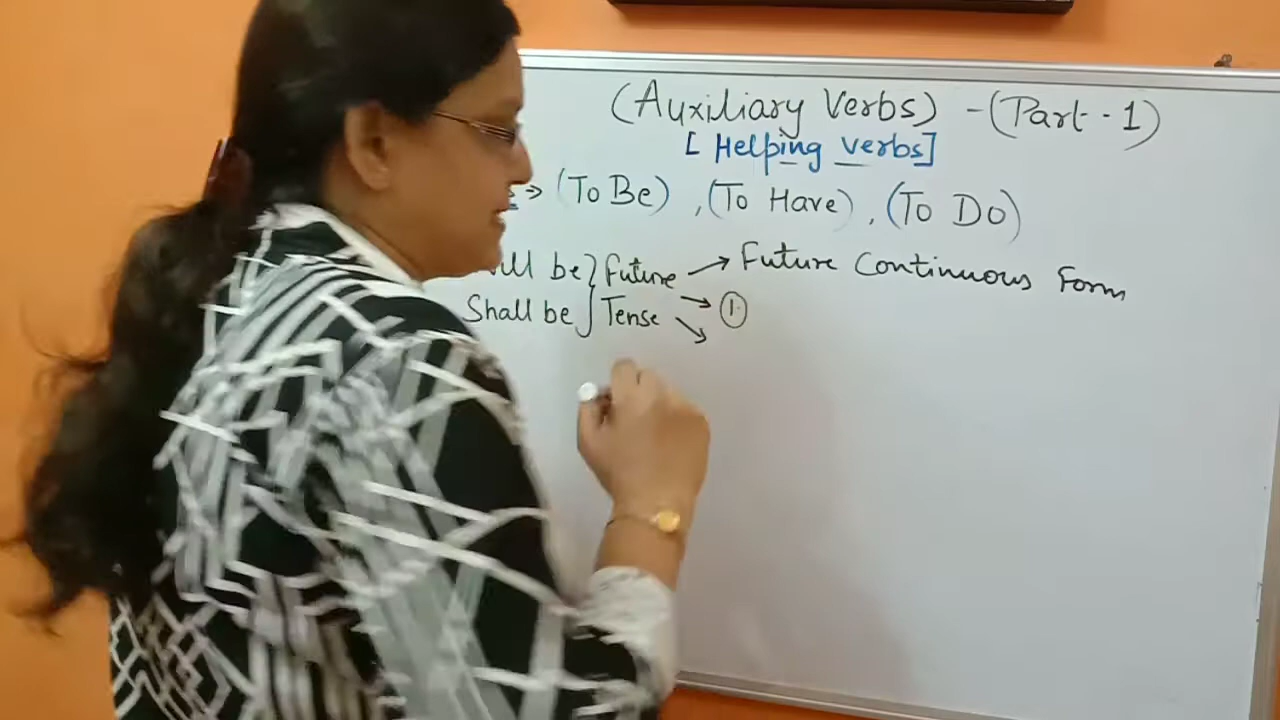 (Auxiliary Verbs) - (Part - 1)
[Helping verbs]
→ (To Be), (To Have), (To Do)
be } Future → Future Continuous Form
Shall be } Tense → ①